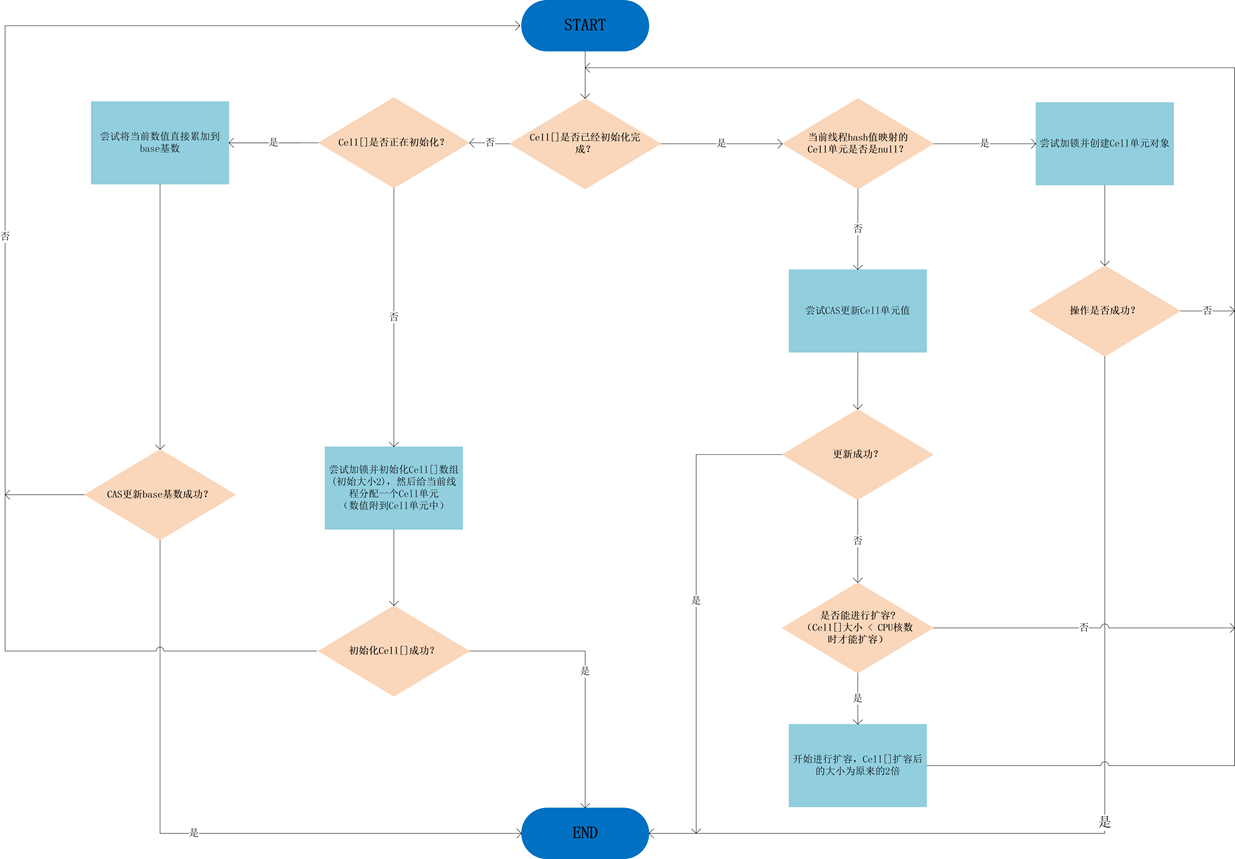 START
尝试将当前数值直接累加到
base基数
是
Cell[]是否正在初始化?
否
Cell[]是否已经初始化完
成?
是
当前线程hash值映射的
Cell单元是否是null?
是
尝试加锁并创建Cell单元对象
否
否
否
尝试CAS更新Cell单元值
操作是否成功?
否
更新成功?
尝试加锁并初始化Cell[]数组
(初始大小2), 然后给当前线
程分配一个Cell单元
(数值附到Cell单元中)
CAS更新base基数成功?
否
是
是否能进行扩容?
(Cell[]大小 < CPU核数
时才能扩容)
否
初始化Cell[]成功?
是
是
开始进行扩容, Cell[]扩容后
的大小为原来的2倍
是
END
是